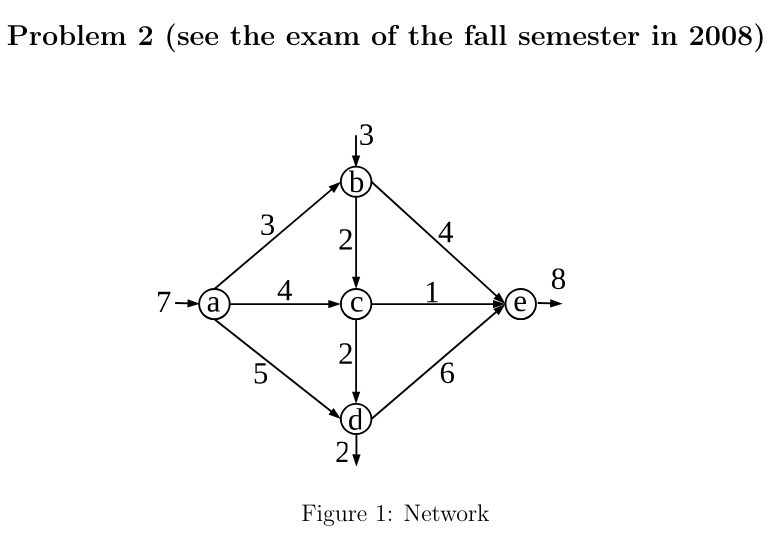 Problem 2 (see the exam of the fall semester in 2008)
3
b
3
2
4
7
a
4
c
1
e
8
5
2
6
d
2
Figure 1: Network